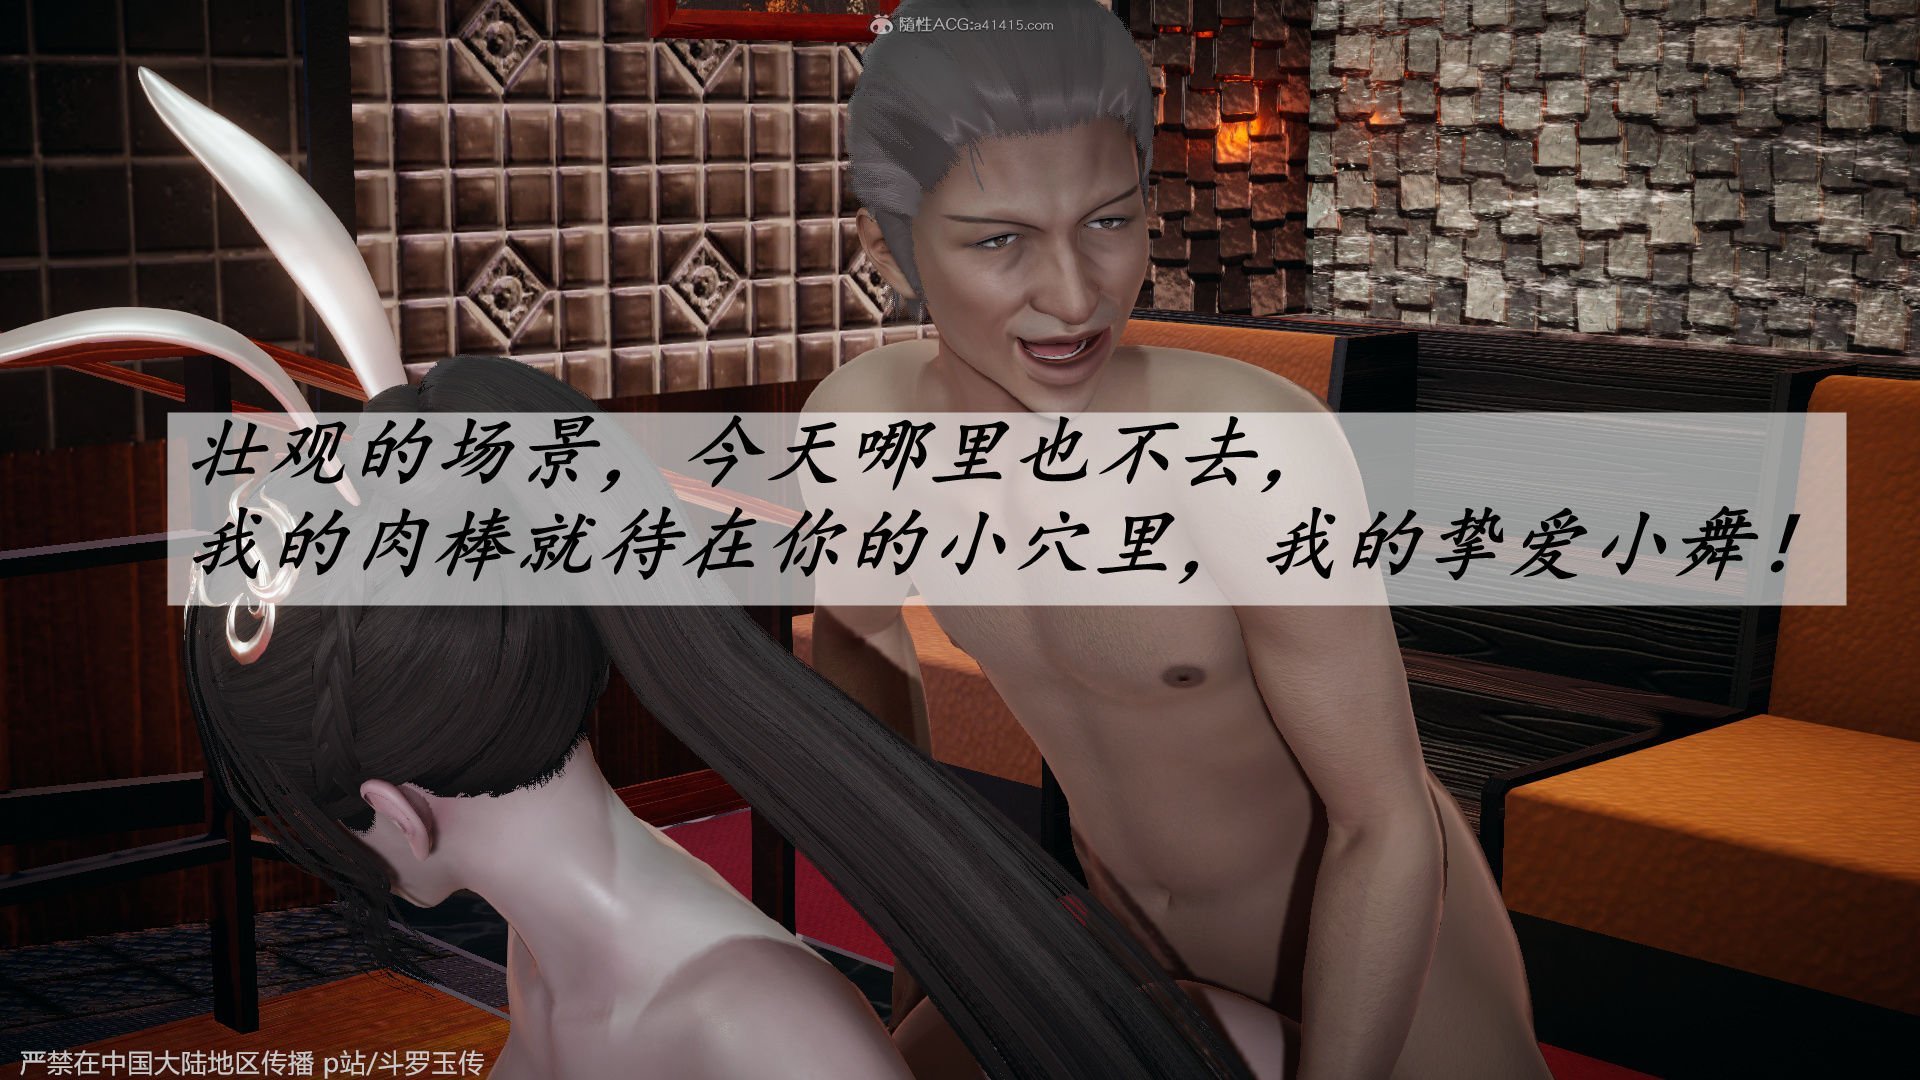 隨性ACG:a41415.com
壮观的场景，今天哪里也不去，
我的肉棒就待在你的小穴里，我的挚爱小舞！
严禁在中国大陆地区传播 p站/斗罗玉传